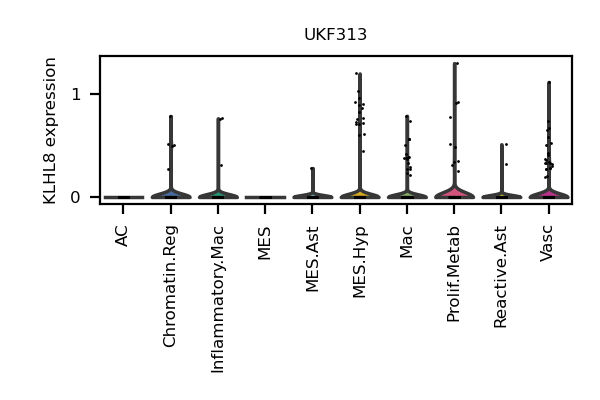 UKF313
KLHL8 expression
1
0
AC
Chromatin.Reg
Inflammatory.Mac
MES
MES.Ast
MES.Hyp
Mac
Prolif.Metab
Reactive.Ast
Vasc